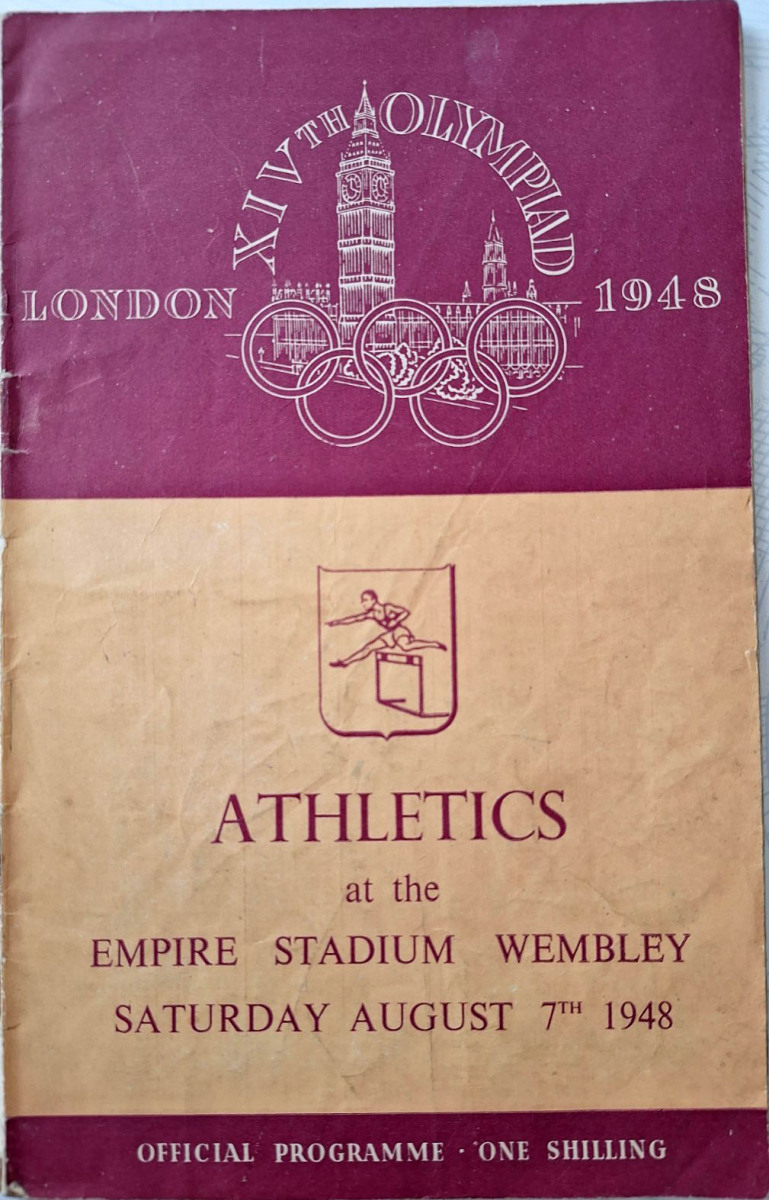 XIVTH OLYMPIAD
LONDON 1948
ATHLETICS
at the
EMPIRE STADIUM WEMBLEY
SATURDAY AUGUST 7TH 1948
OFFICIAL PROGRAMME · ONE SHILLING